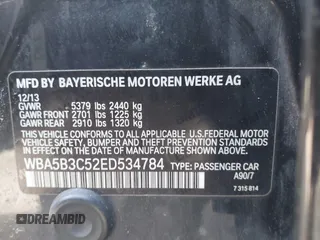 MFD BY BAYERISCHE MOTOREN WERKE AG
12/13
GVWR 5379 lbs 2440 kg
GAWR FRONT 2701 lbs 1225 kg
GAWR REAR 2910 lbs 1320 kg
THIS VEHICLE CONFORMS TO ALL APPLICABLE U.S. FEDERAL
MOTOR VEHICLE SAFETY, BUMPER, AND THEFT PREVENTION
STANDARDS IN EFFECT ON THE DATE OF MANUFACTURE SHOWN ABOVE.
WBA5B3C52ED534784 TYPE: PASSENGER CAR
A90/7
7 315 814